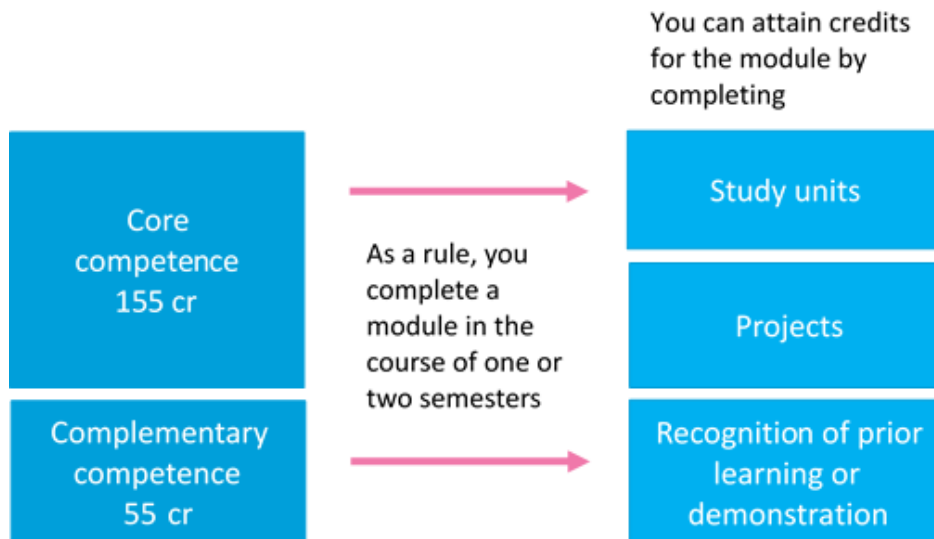 You can attain credits
for the module by
completing
Core
competence
155 cr
Complementary
competence
55 cr
As a rule, you
complete a
module in the
course of one or
two semesters
Study units
Projects
Recognition of prior
learning or
demonstration